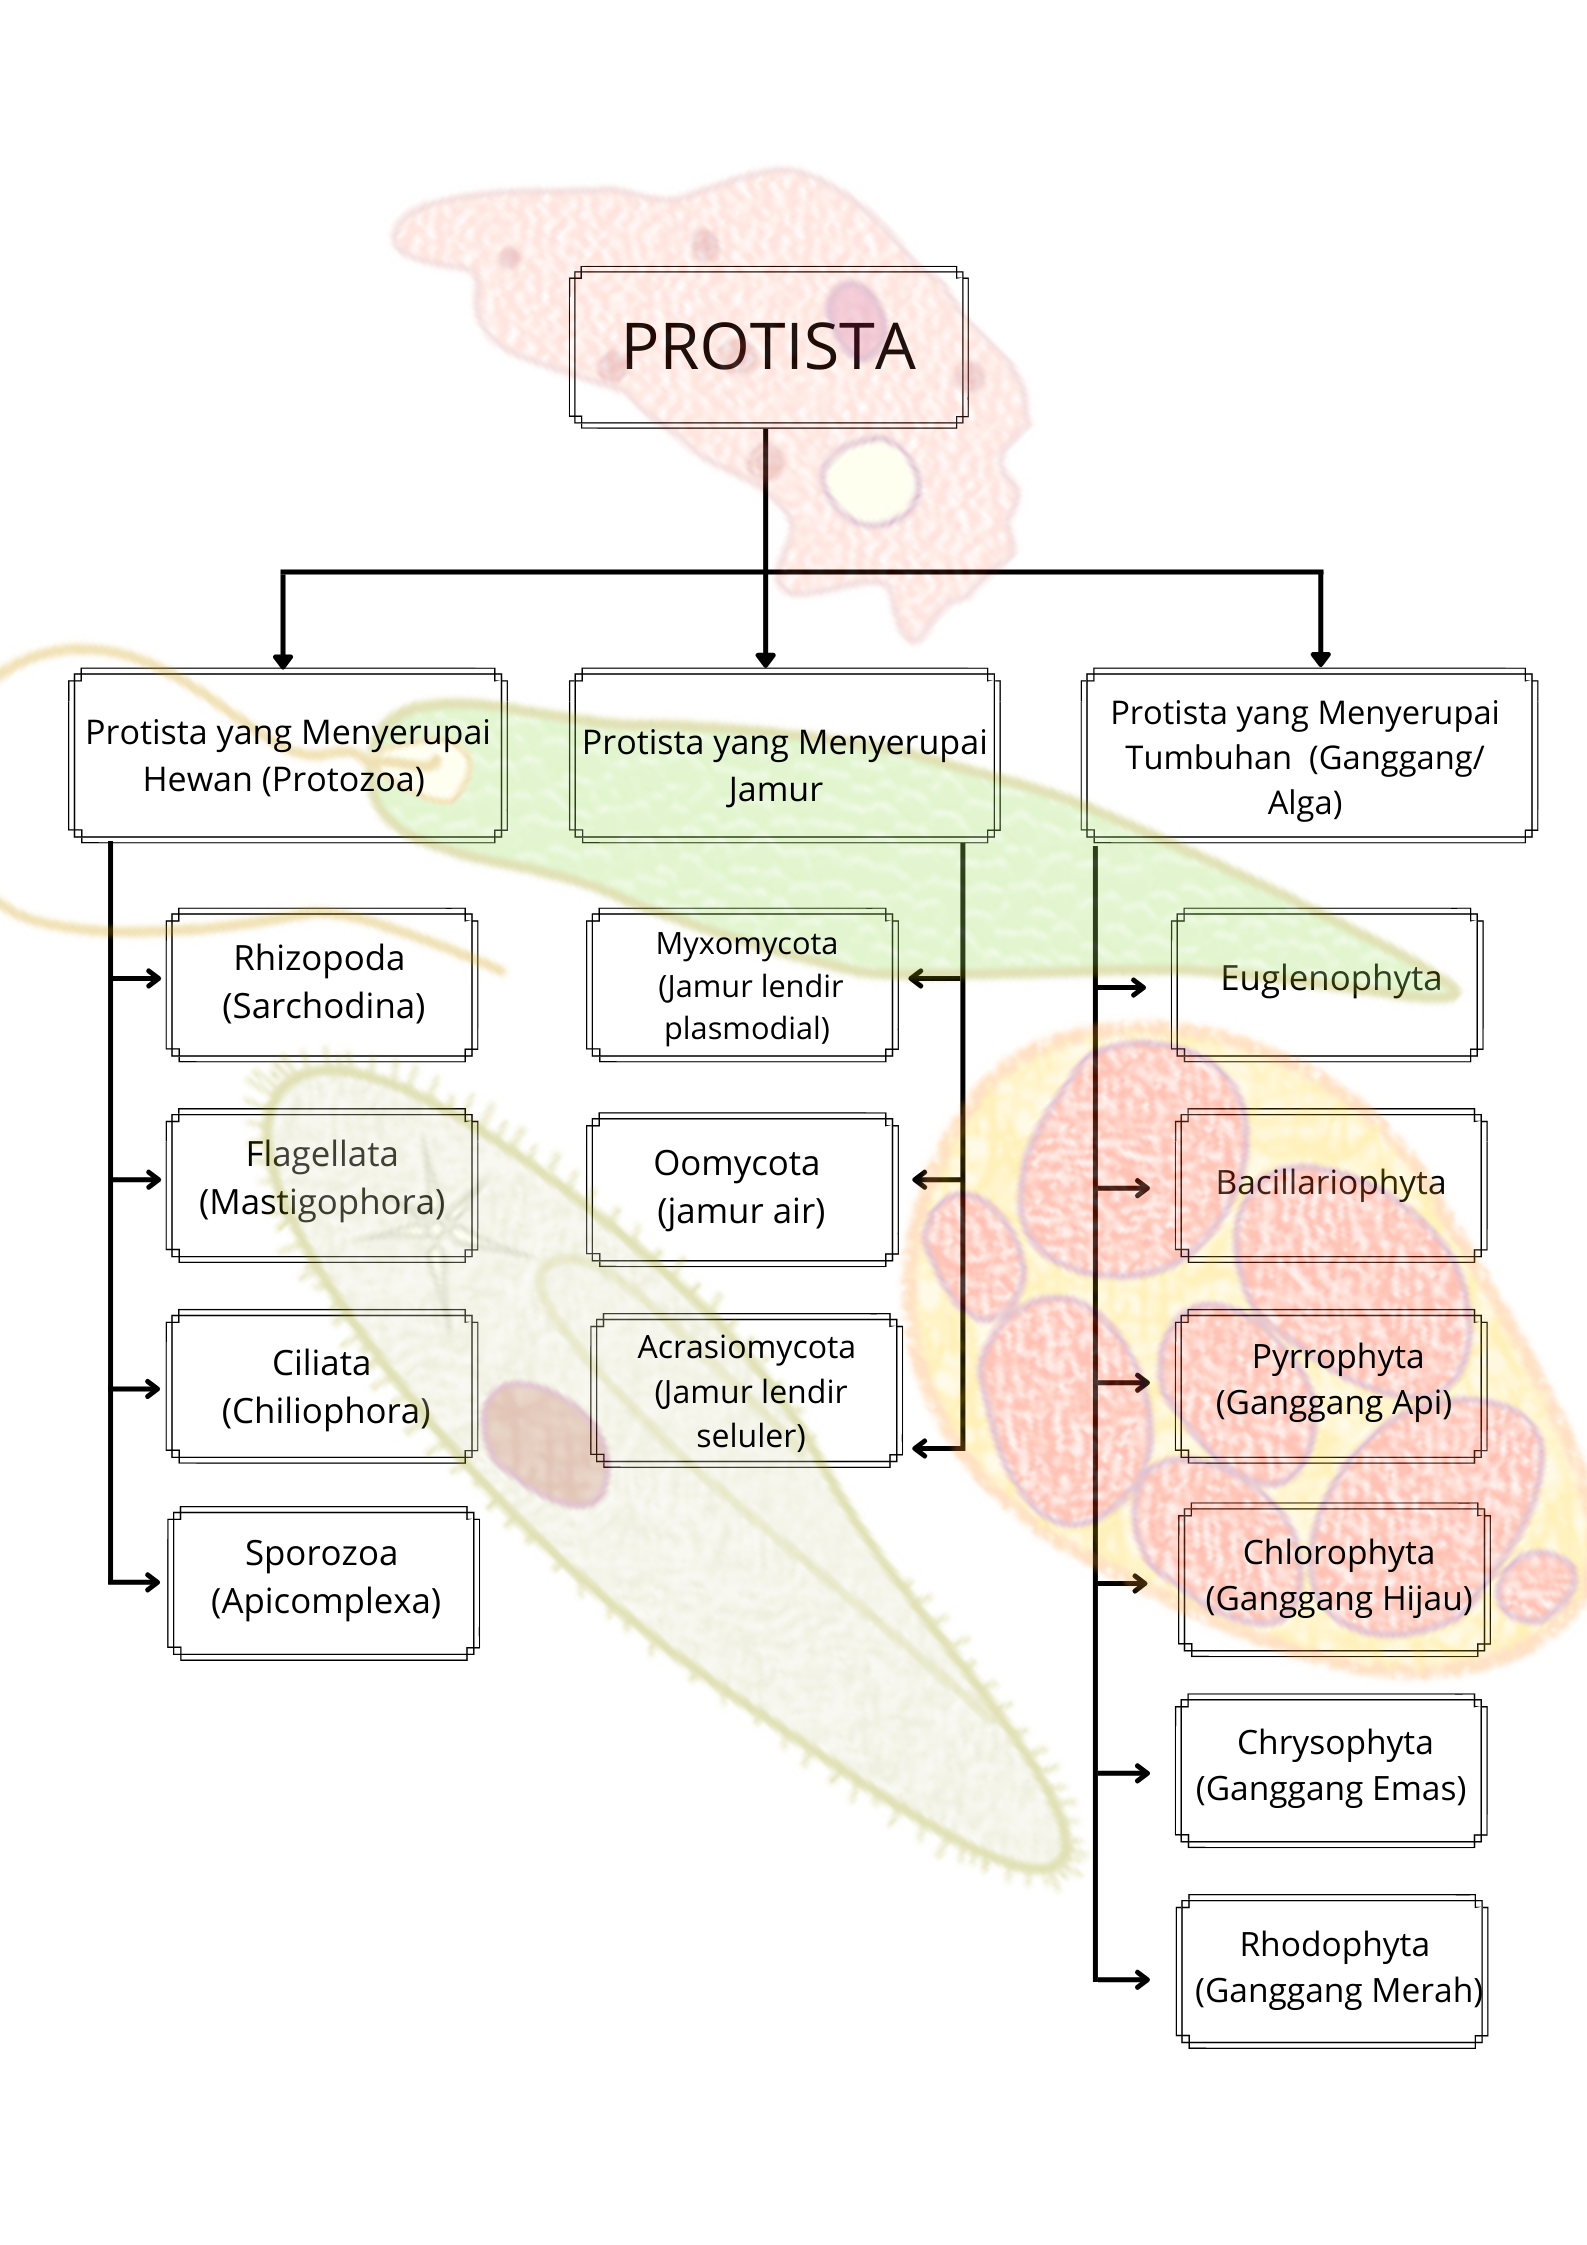 PROTISTA
Protista yang Menyerupai
Hewan (Protozoa)
Rhizopoda
(Sarchodina)
Flagellata
(Mastigophora)
Ciliata
(Chiliophora)
Sporozoa
(Apicomplexa)
Protista yang Menyerupai
Jamur
Myxomycota
(Jamur lendir
plasmodial)
Oomycota
(jamur air)
Acrasiomycota
(Jamur lendir
seluler)
Protista yang Menyerupai
Tumbuhan (Ganggang/
Alga)
Euglenophyta
Bacillariophyta
Pyrrophyta
(Ganggang Api)
Chlorophyta
(Ganggang Hijau)
Chrysophyta
(Ganggang Emas)
Rhodophyta
(Ganggang Merah)